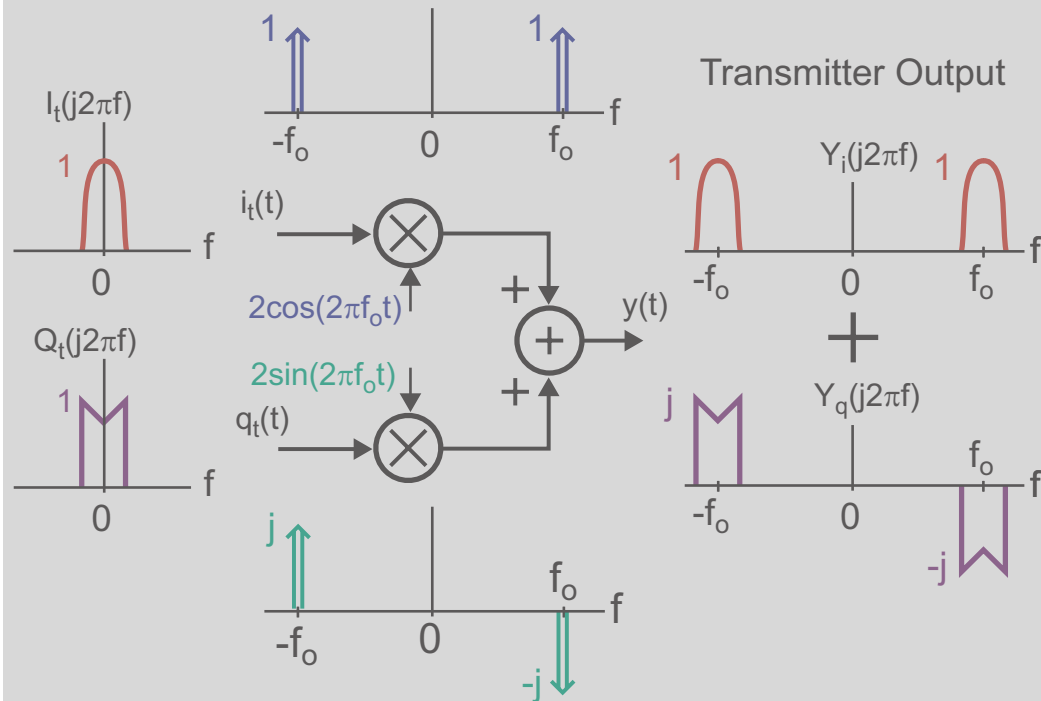 1
1
-fₒ
0
fₒ
f
Transmitter Output
Iₜ(j2πf)
1
0
f
iₜ(t)
2cos(2πfₒt)
+
+
y(t)
+
2sin(2πfₒt)
qₜ(t)
Qₜ(j2πf)
1
0
f
Yᵢ(j2πf)
1
1
-fₒ
0
fₒ
f
+
Y_q(j2πf)
j
fₒ
f
-fₒ
0
-j
j
fₒ
f
-fₒ
0
-j